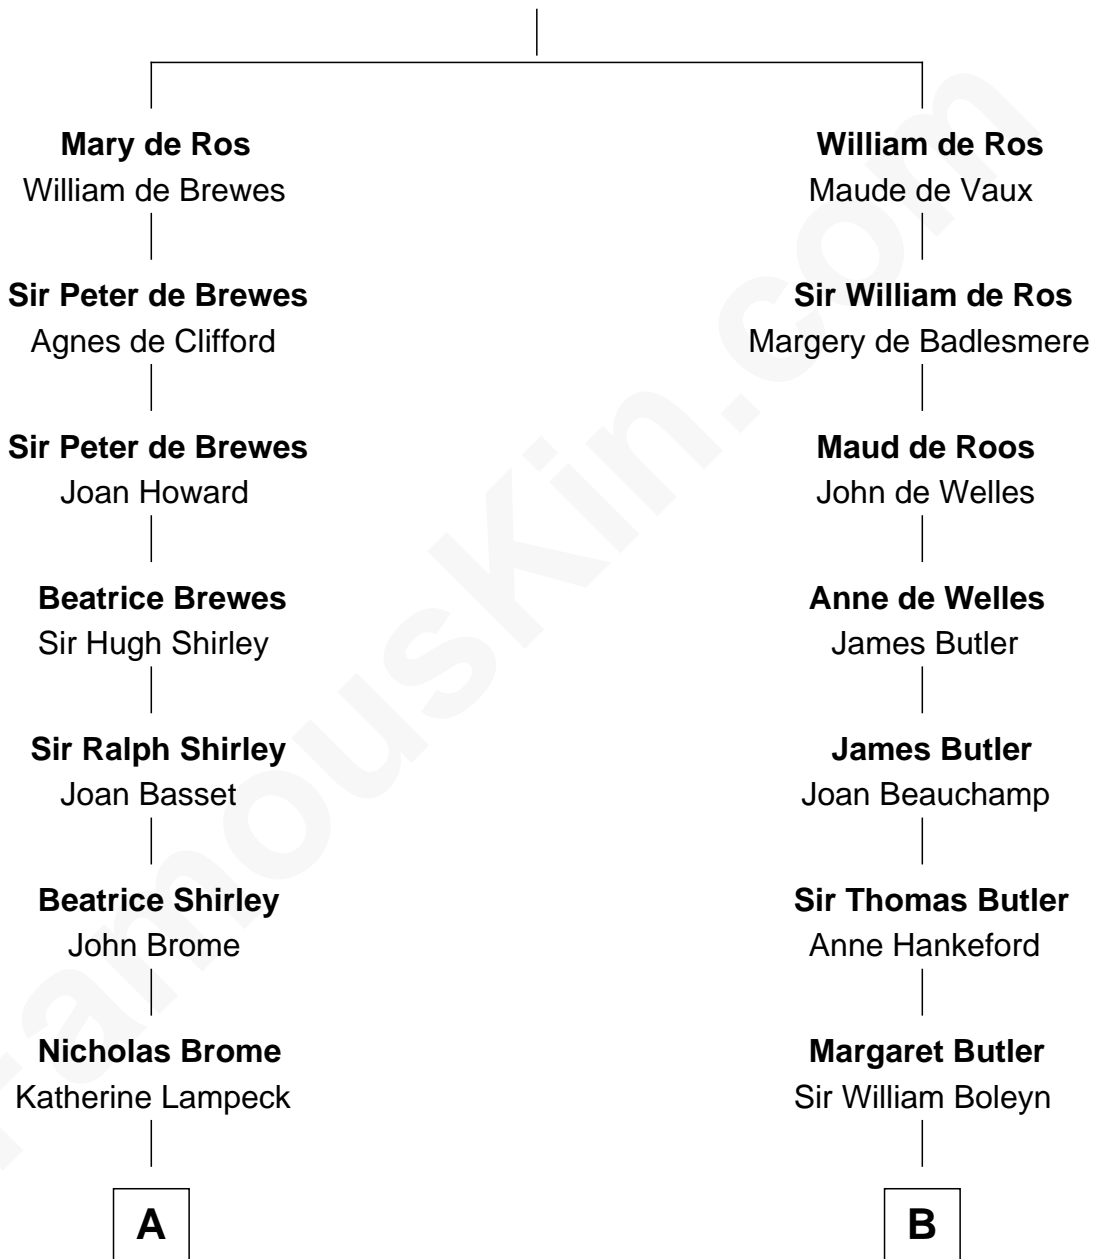 Mary de Ros
William de Brewes
Sir Peter de Brewes
Agnes de Clifford
Sir Peter de Brewes
Joan Howard
Beatrice Brewes
Sir Hugh Shirley
Sir Ralph Shirley
Joan Basset
Beatrice Shirley
John Brome
Nicholas Brome
Katherine Lampeck
A
William de Ros
Maude de Vaux
Sir William de Ros
Margery de Badlesmere
Maud de Roos
John de Welles
Anne de Welles
James Butler
James Butler
Joan Beauchamp
Sir Thomas Butler
Anne Hankeford
Margaret Butler
Sir William Boleyn
B
FamousKin.com